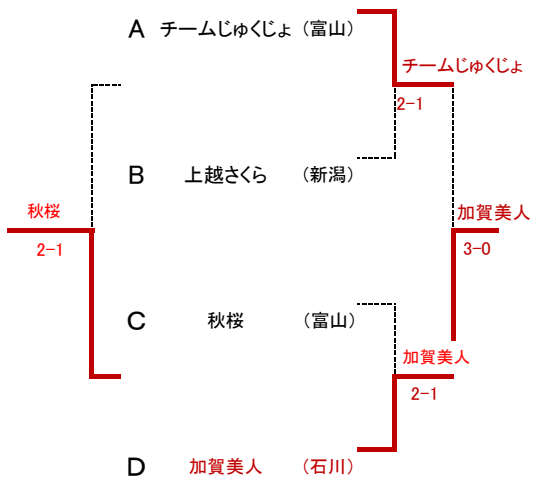 A チームじゅくじょ (富山)
チームじゅくじょ
2-1
B 上越さくら (新潟)
秋桜
2-1
加賀美人
3-0
C 秋桜 (富山)
加賀美人
2-1
D 加賀美人 (石川)